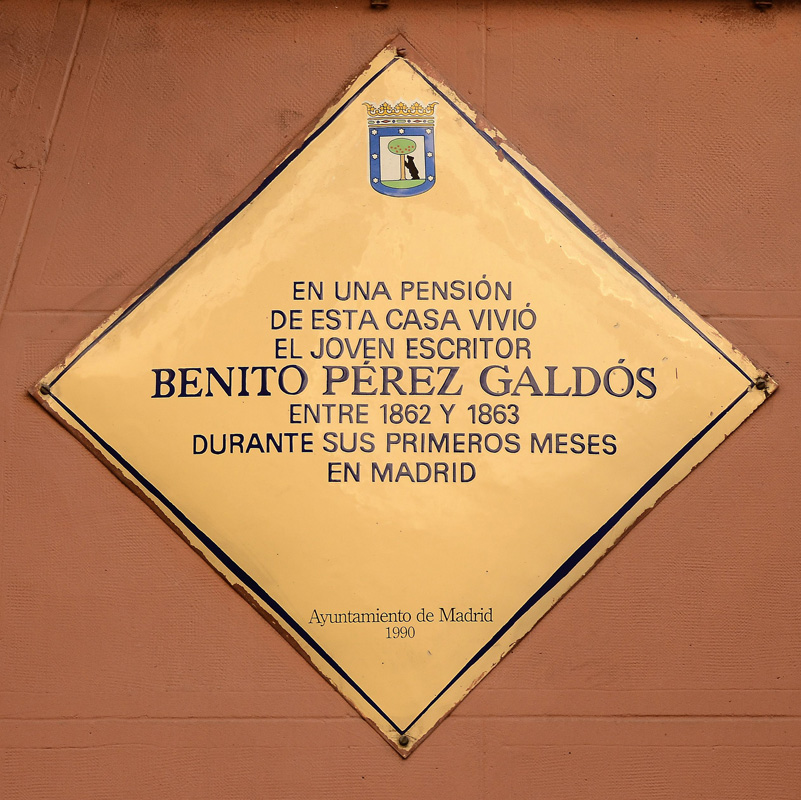 EN UNA PENSIÓN
DE ESTA CASA VIVIÓ
EL JOVEN ESCRITOR
BENITO PÉREZ GALDÓS
ENTRE 1862 Y 1863
DURANTE SUS PRIMEROS MESES
EN MADRID
Ayuntamiento de Madrid
1990